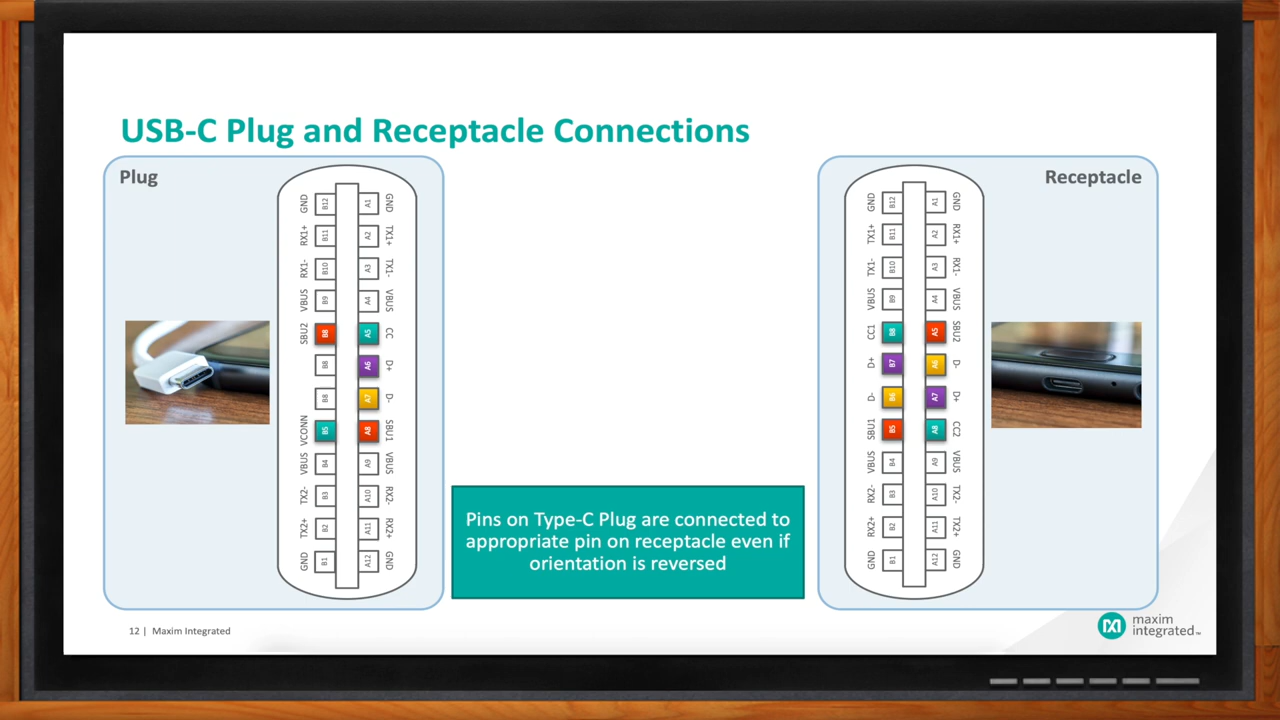 USB-C Plug and Receptacle Connections
Plug
GND B12 A1 GND
RX1+ B11 A2 TX1+
RX1- B10 A3 TX1-
VBUS B9 A4 VBUS
SBU2 B8 A5 CC
B8 A6 D+
B8 A7 D-
VCONN B5 A8 SBU1
VBUS B4 A9 VBUS
TX2- B3 A10 RX2-
TX2+ B2 A11 RX2+
GND B1 A12 GND
Receptacle
GND B12 A1 GND
TX1+ B11 A2 RX1+
TX1- B10 A3 RX1-
VBUS B9 A4 VBUS
CC1 B8 A5 SBU2
D+ B7 A6 D-
D- B6 A7 D+
SBU1 B5 A8 CC2
VBUS B4 A9 VBUS
RX2- B3 A10 TX2-
RX2+ B2 A11 TX2+
GND B1 A12 GND
Pins on Type-C Plug are connected to
appropriate pin on receptacle even if
orientation is reversed
12 | Maxim Integrated
maxim
integrated™